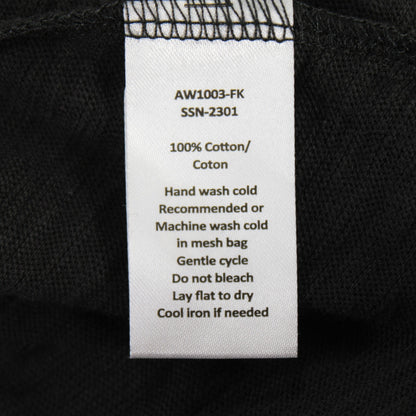 AW1003-FK
SSN-2301
100% Cotton/
Coton
Hand wash cold
Recommended or
Machine wash cold
in mesh bag
Gentle cycle
Do not bleach
Lay flat to dry
Cool iron if needed